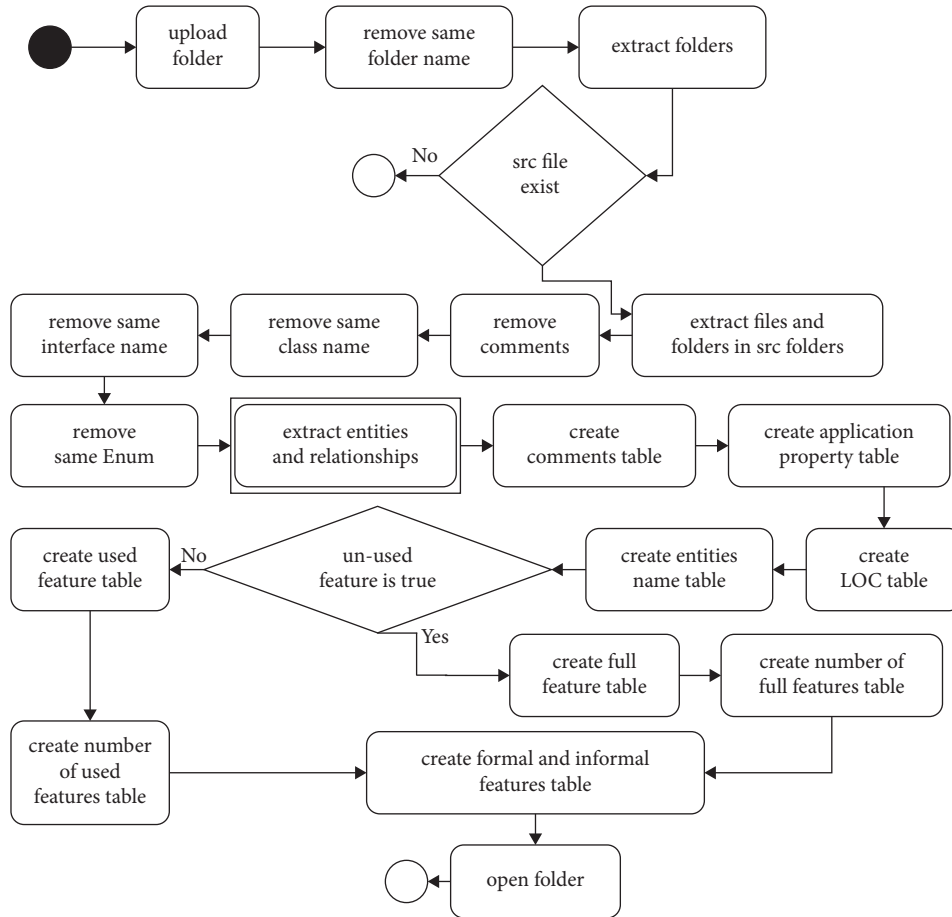 upload
folder
remove same
folder name
extract folders
No
src file
exist
remove same
interface name
remove same
class name
remove
comments
extract files and
folders in src folders
remove
same Enum
extract entities
and relationships
create
comments table
create application
property table
create used
feature table
No
un-used
feature is true
create entities
name table
create
LOC table
Yes
create full
feature table
create number of
full features table
create number
of used
features table
create formal and informal
features table
open folder